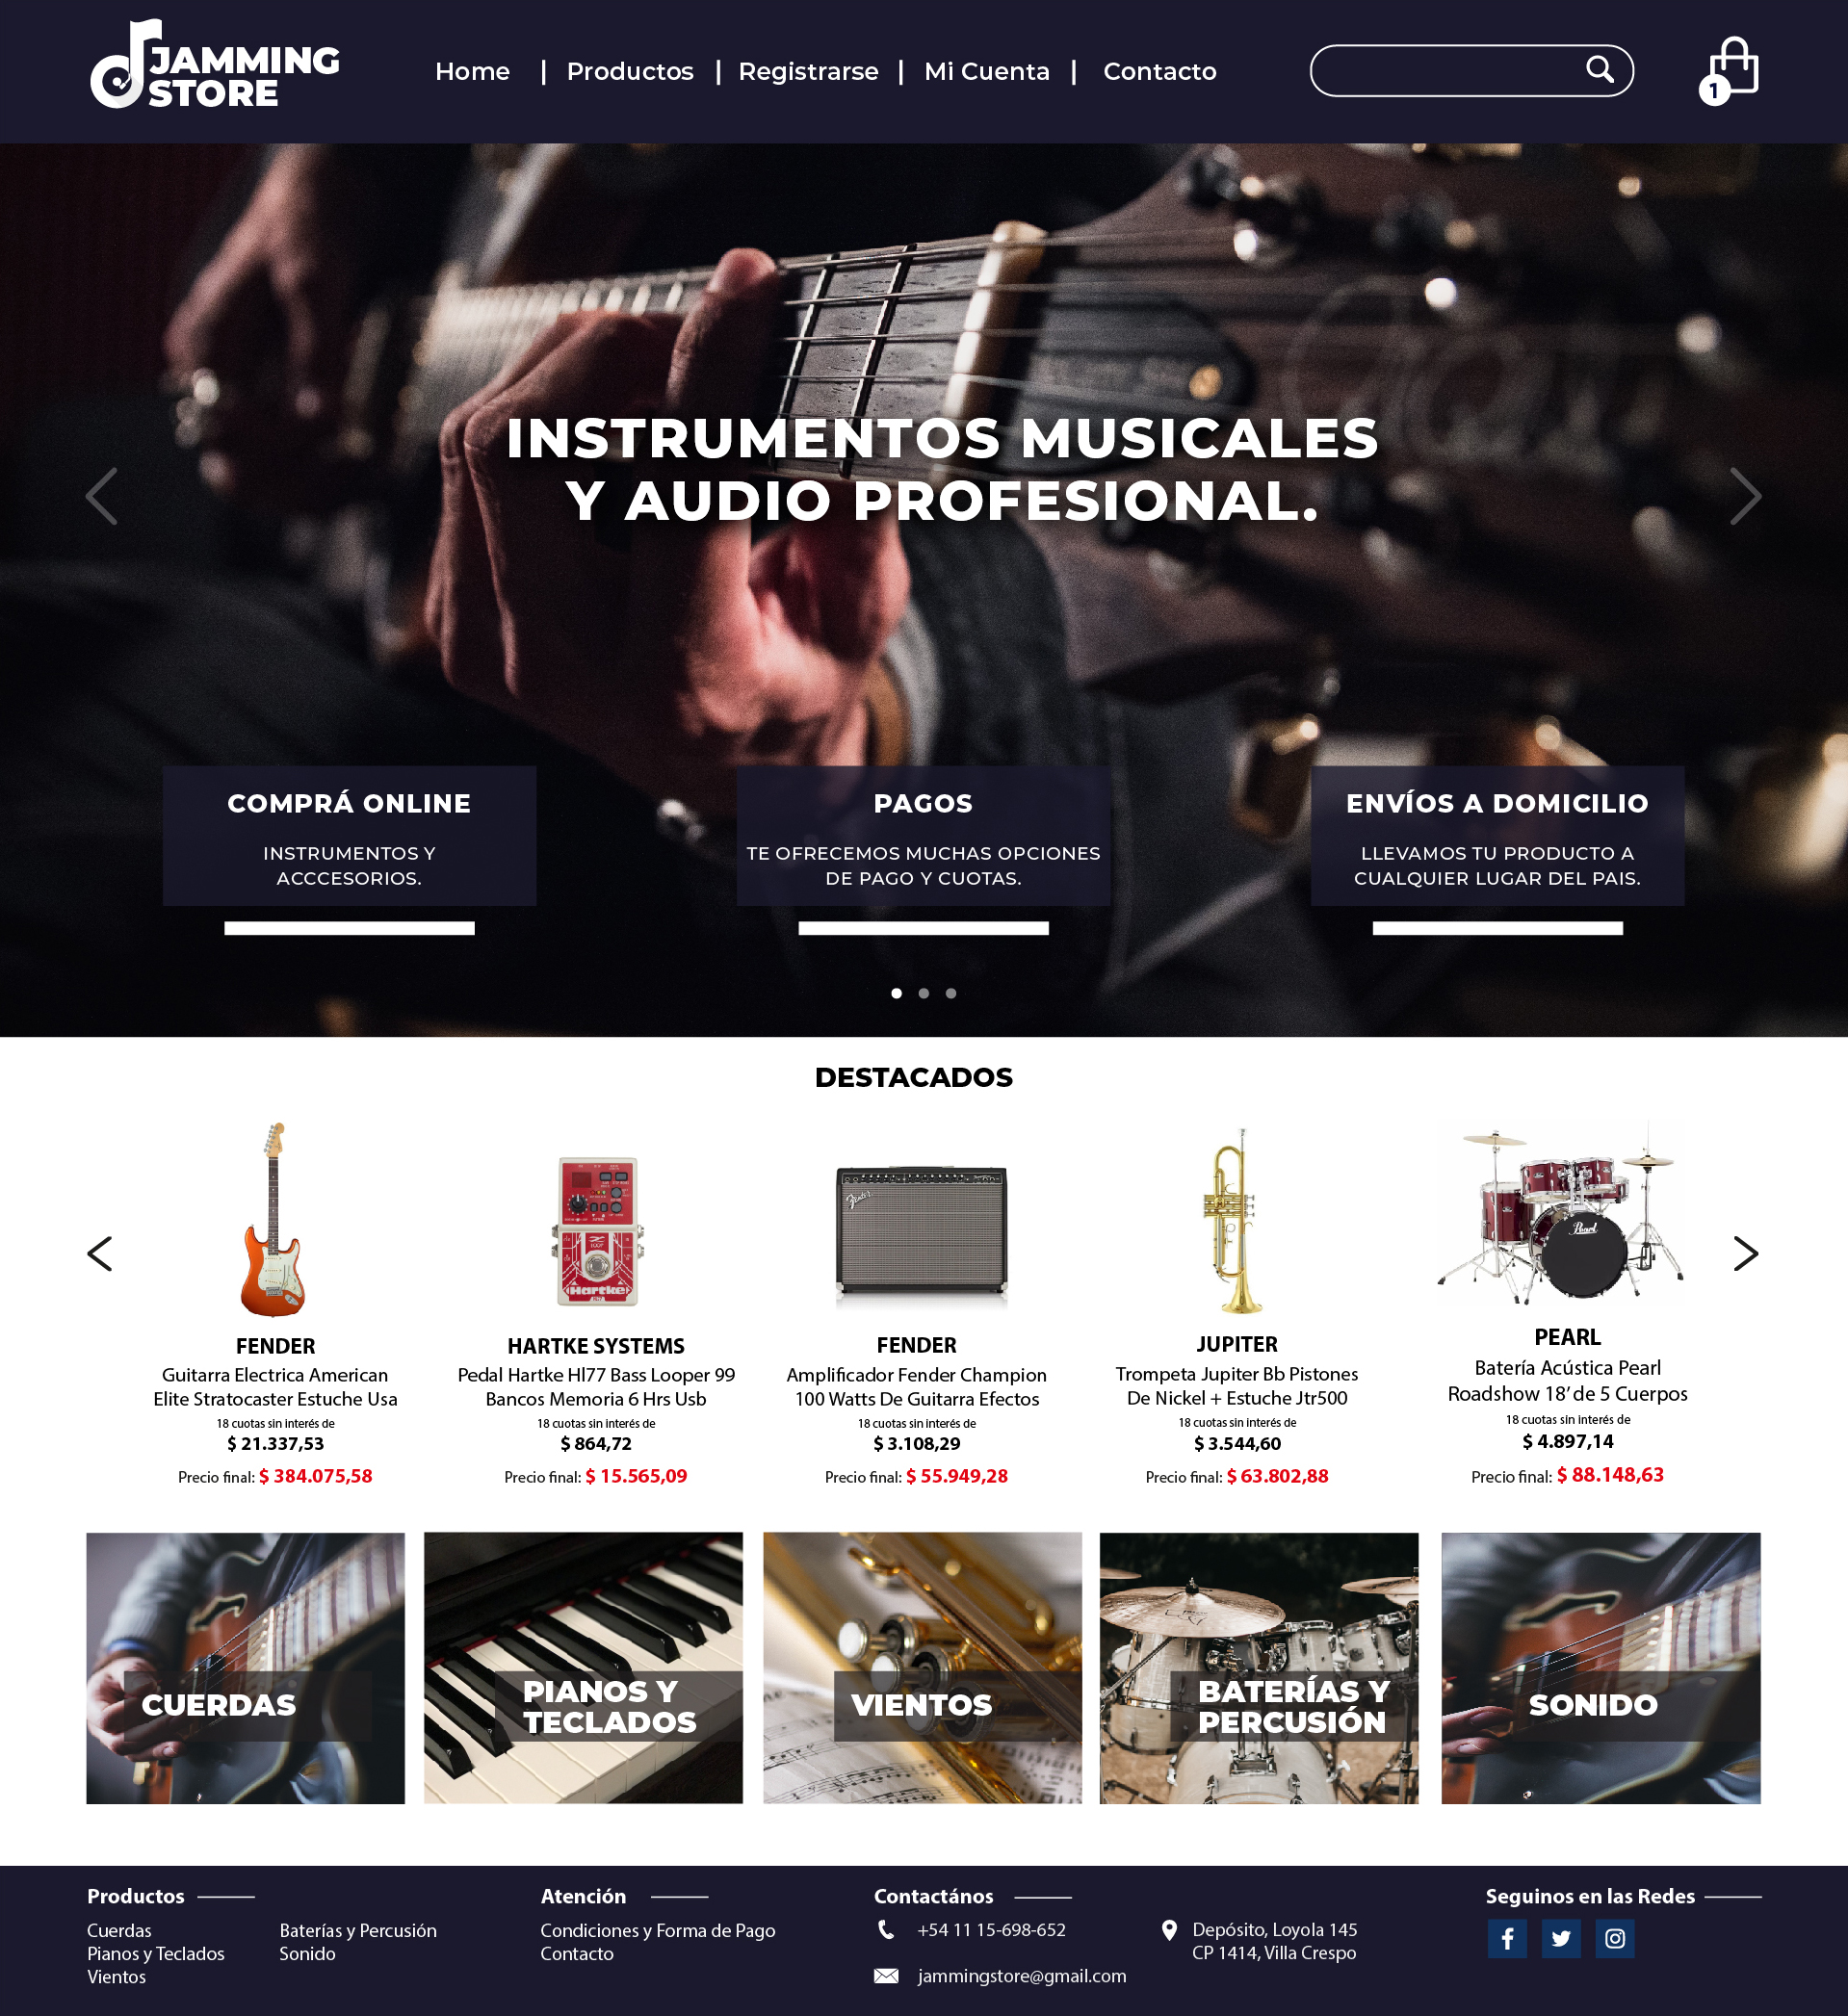 JAMMING
STORE
Home | Productos | Registrarse | Mi Cuenta | Contacto
1
INSTRUMENTOS MUSICALES
Y AUDIO PROFESIONAL.
COMPRÁ ONLINE
INSTRUMENTOS Y
ACCCESORIOS.
PAGOS
TE OFRECEMOS MUCHAS OPCIONES
DE PAGO Y CUOTAS.
ENVÍOS A DOMICILIO
LLEVAMOS TU PRODUCTO A
CUALQUIER LUGAR DEL PAIS.
DESTACADOS
Hartke
Fender
Pearl
FENDER
Guitarra Electrica American
Elite Stratocaster Estuche Usa
18 cuotas sin interés de
$ 21.337,53
Precio final: $ 384.075,58
HARTKE SYSTEMS
Pedal Hartke Hl77 Bass Looper 99
Bancos Memoria 6 Hrs Usb
18 cuotas sin interés de
$ 864,72
Precio final: $ 15.565,09
FENDER
Amplificador Fender Champion
100 Watts De Guitarra Efectos
18 cuotas sin interés de
$ 3.108,29
Precio final: $ 55.949,28
JUPITER
Trompeta Jupiter Bb Pistones
De Nickel + Estuche Jtr500
18 cuotas sin interés de
$ 3.544,60
Precio final: $ 63.802,88
PEARL
Batería Acústica Pearl
Roadshow 18’ de 5 Cuerpos
18 cuotas sin interés de
$ 4.897,14
Precio final: $ 88.148,63
CUERDAS
PIANOS Y
TECLADOS
VIENTOS
BATERÍAS Y
PERCUSIÓN
SONIDO
Productos
Cuerdas
Pianos y Teclados
Vientos
Baterías y Percusión
Sonido
Atención
Condiciones y Forma de Pago
Contacto
Contactános
+54 11 15-698-652
jammingstore@gmail.com
Depósito, Loyola 145
CP 1414, Villa Crespo
Seguinos en las Redes